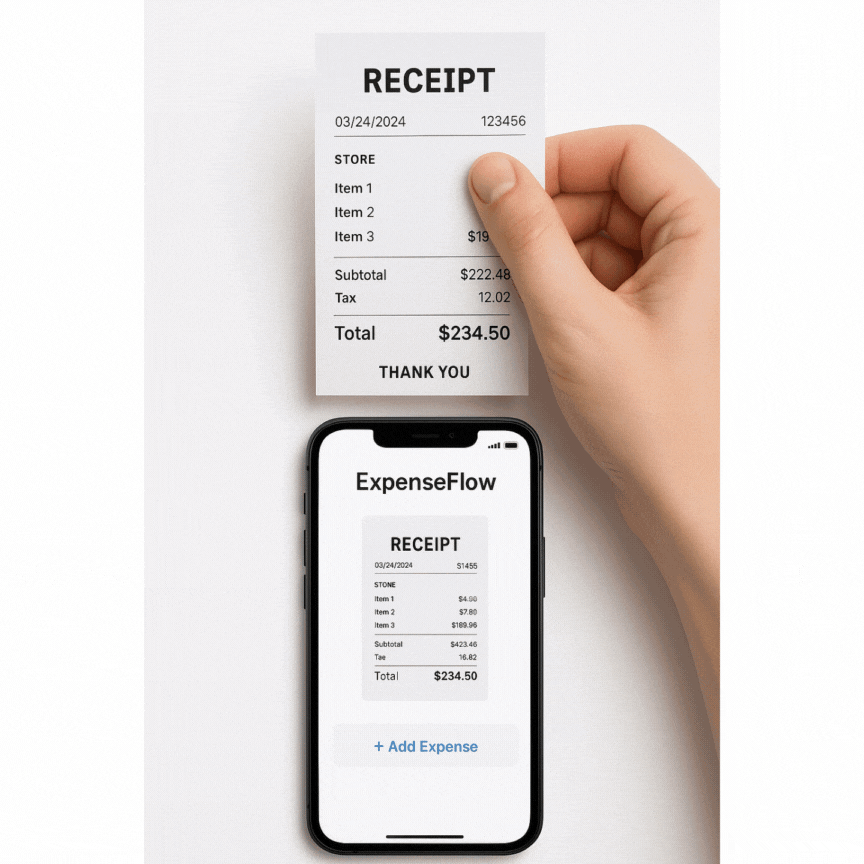 RECEIPT
03/24/2024 123456
STORE
Item 1
Item 2
Item 3 $19
Subtotal $222.48
Tax 12.02
Total $234.50
THANK YOU
ExpenseFlow
RECEIPT
03/24/2024 S1455
STONE
Item 1 $4.50
Item 2 $7.80
Item 3 $189.96
Subtotal $423.46
Tae 16.82
Total $234.50
+ Add Expense